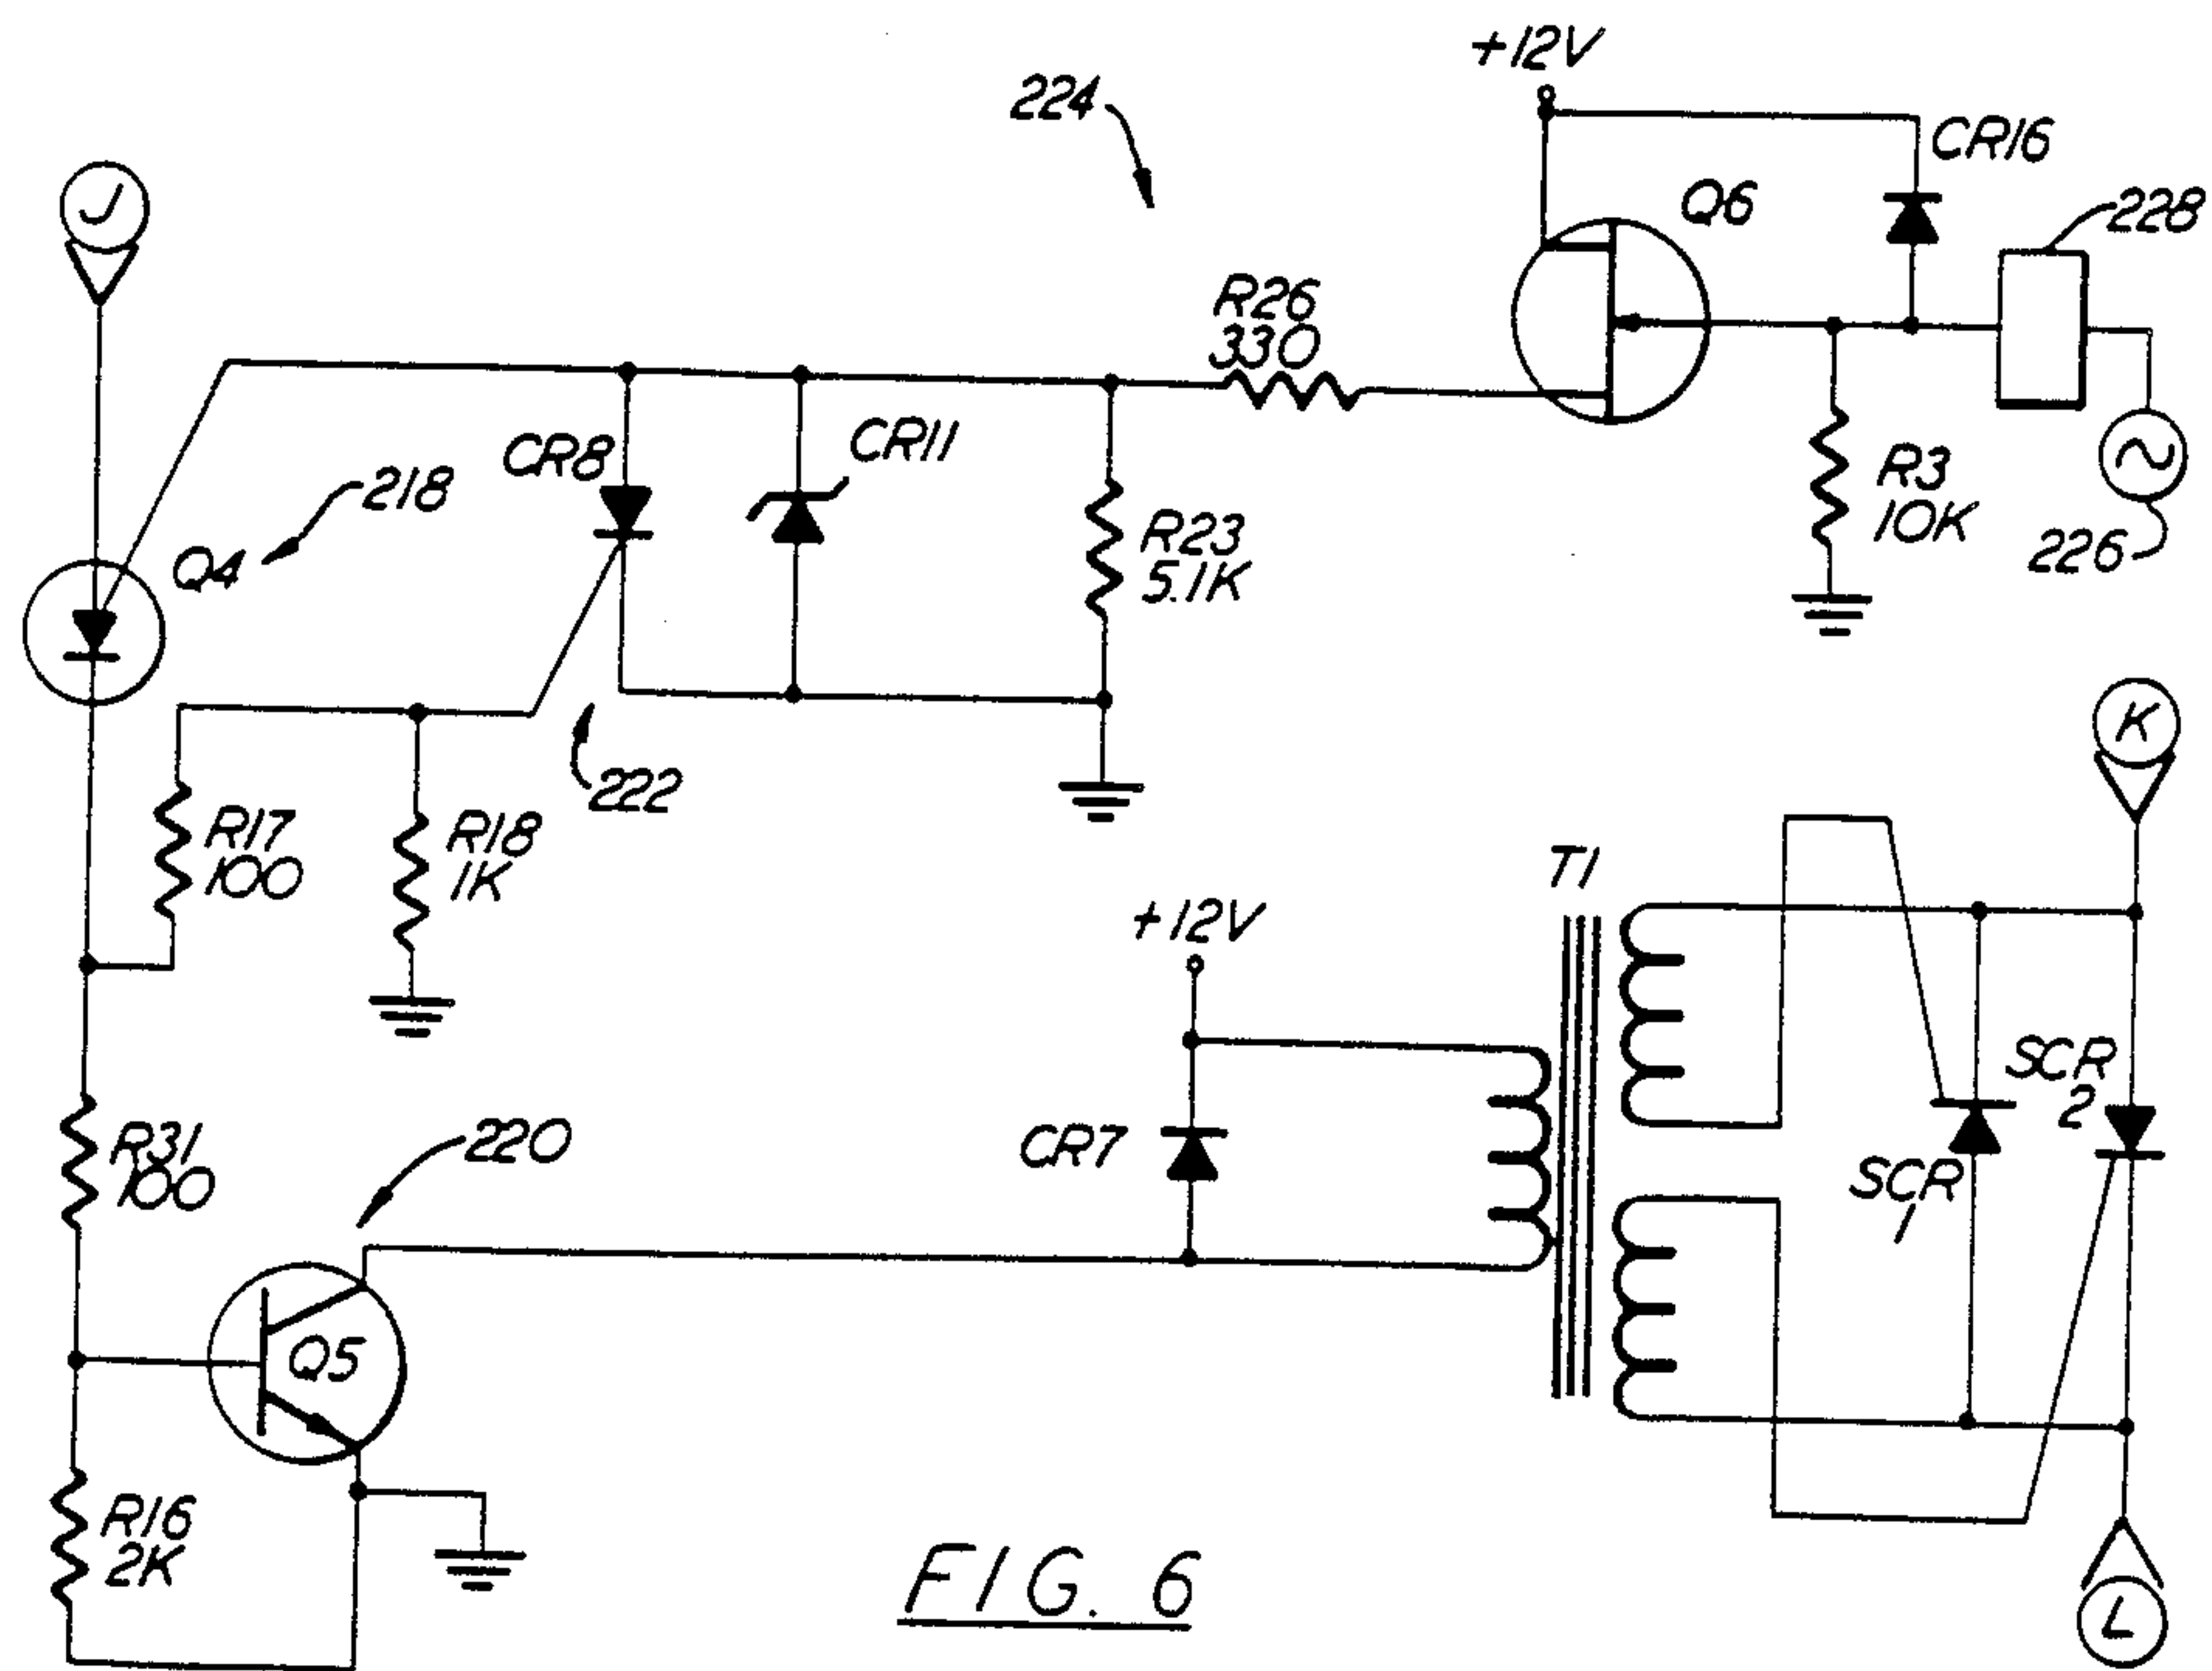 +12V
224
CR16
J
Q6
228
R26
330
CR8
CR11
218
R3
10K
Q4
R23
5.1K
226
K
222
R17
100
R18
1K
T1
+12V
SCR
2
R31
100
220
CR7
SCR
1
Q5
R16
2K
FIG. 6
L